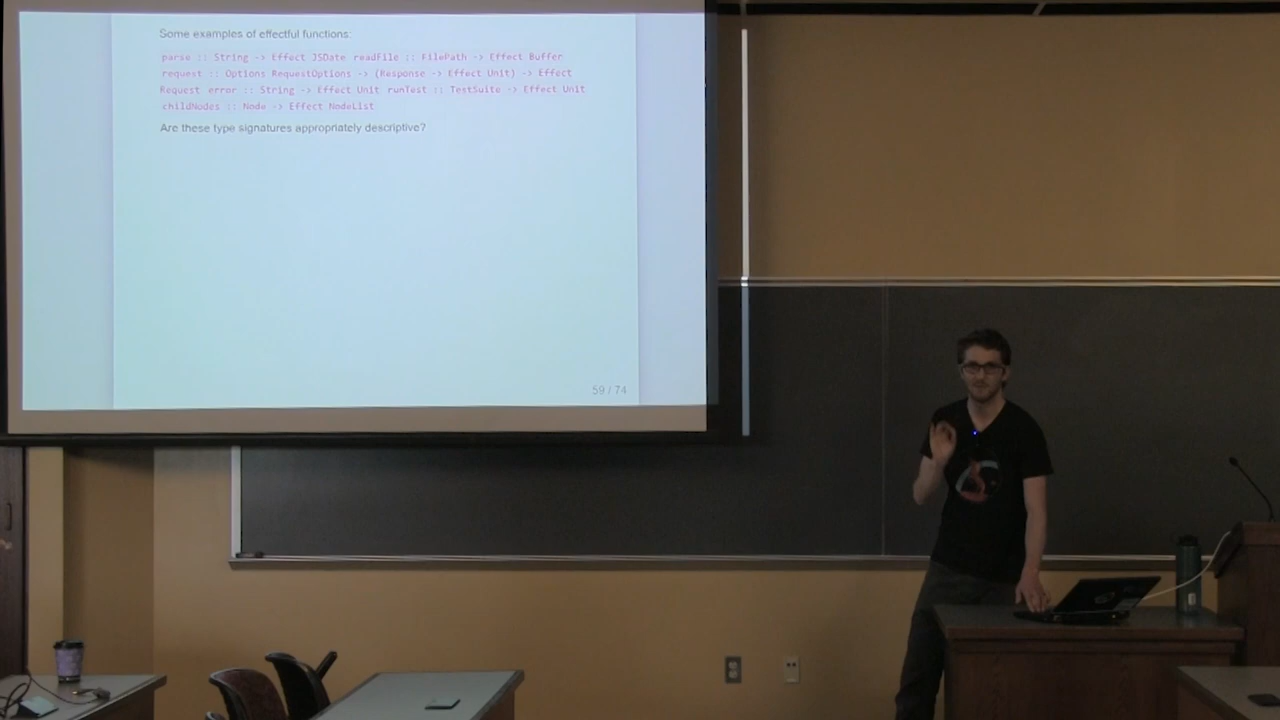 Some examples of effectful functions:
parse :: String -> Effect JSDate readFile :: FilePath -> Effect Buffer
request :: Options RequestOptions -> (Response -> Effect Unit) -> Effect
Request error :: String -> Effect Unit runTest :: TestSuite -> Effect Unit
childNodes :: Node -> Effect NodeList
Are these type signatures appropriately descriptive?
59 / 74